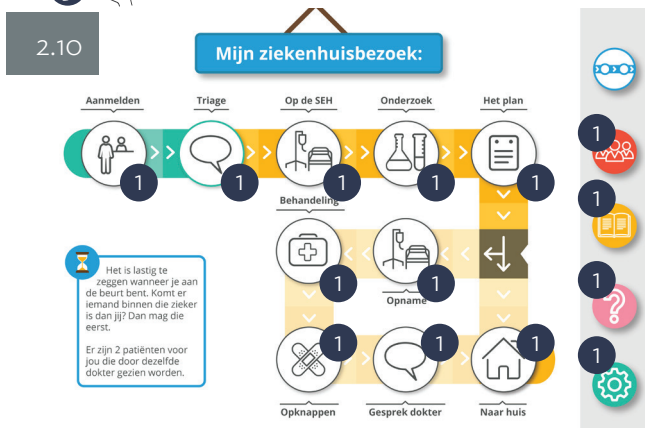 2.10
Mijn ziekenhuisbezoek:
Aanmelden
Triage
Op de SEH
Onderzoek
Het plan
1
1
1
1
1
1
1
1
1
Behandeling
1
1
Opname
Het is lastig te
zeggen wanneer je aan
de beurt bent. Komt er
iemand binnen die zieker
is dan jij? Dan mag die
eerst.
Er zijn 2 patiënten voor
jou die door dezelfde
dokter gezien worden.
1
1
1
Opknappen
Gesprek dokter
Naar huis